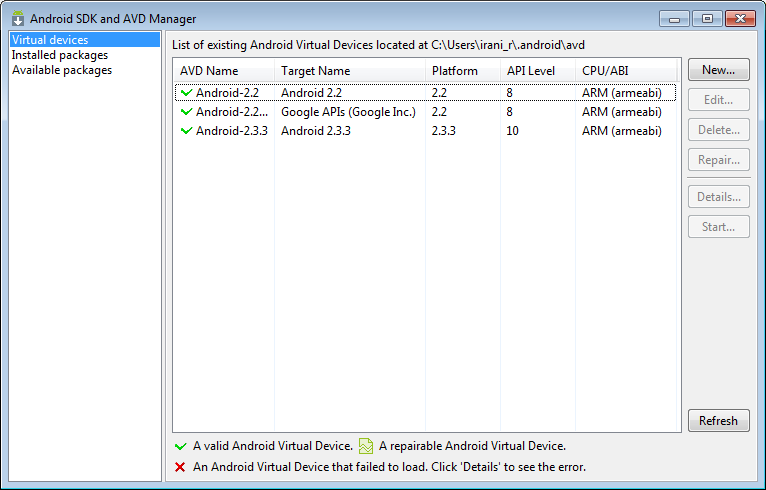 Android SDK and AVD Manager
Virtual devices
Installed packages
Available packages
List of existing Android Virtual Devices located at C:\Users\irani_r\.android\avd
AVD Name Target Name Platform API Level CPU/ABI
Android-2.2 Android 2.2 2.2 8 ARM (armeabi)
Android-2.2... Google APIs (Google Inc.) 2.2 8 ARM (armeabi)
Android-2.3.3 Android 2.3.3 2.3.3 10 ARM (armeabi)
New...
Edit...
Delete...
Repair...
Details...
Start...
Refresh
A valid Android Virtual Device. A repairable Android Virtual Device.
An Android Virtual Device that failed to load. Click 'Details' to see the error.